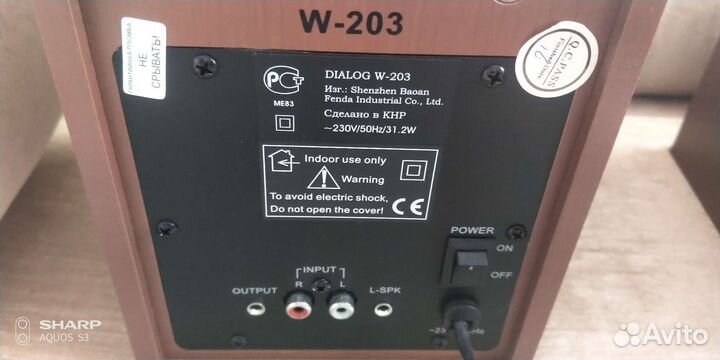 W-203
ГАРАНТИЙНАЯ ПЛОМБА
НЕ
СРЫВАТЬ!
Q.C. PASS
РСТ
МЕ83
DIALOG W-203
Изг.: Shenzhen Baoan
Fenda Industrial Co., Ltd.
Сделано в КНР
~230V/50Hz/31.2W
Indoor use only
Warning
To avoid electric shock,
Do not open the cover!
CE
POWER
ON
OFF
INPUT
OUTPUT
R
L
L-SPK
SHARP
AQUOS S3
Avito